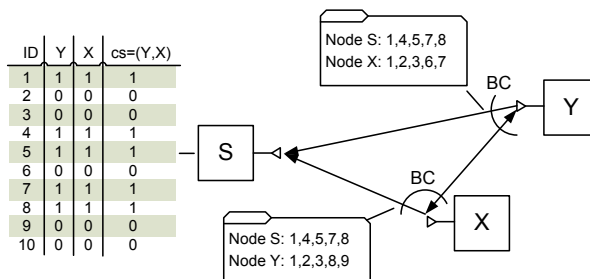 ID Y X cs=(Y,X)
1 1 1 1
2 0 0 0
3 0 0 0
4 1 1 1
5 1 1 1
6 0 0 0
7 1 1 1
8 1 1 1
9 0 0 0
10 0 0 0
S
Node S: 1,4,5,7,8
Node X: 1,2,3,6,7
BC
Y
BC
X
Node S: 1,4,5,7,8
Node Y: 1,2,3,8,9